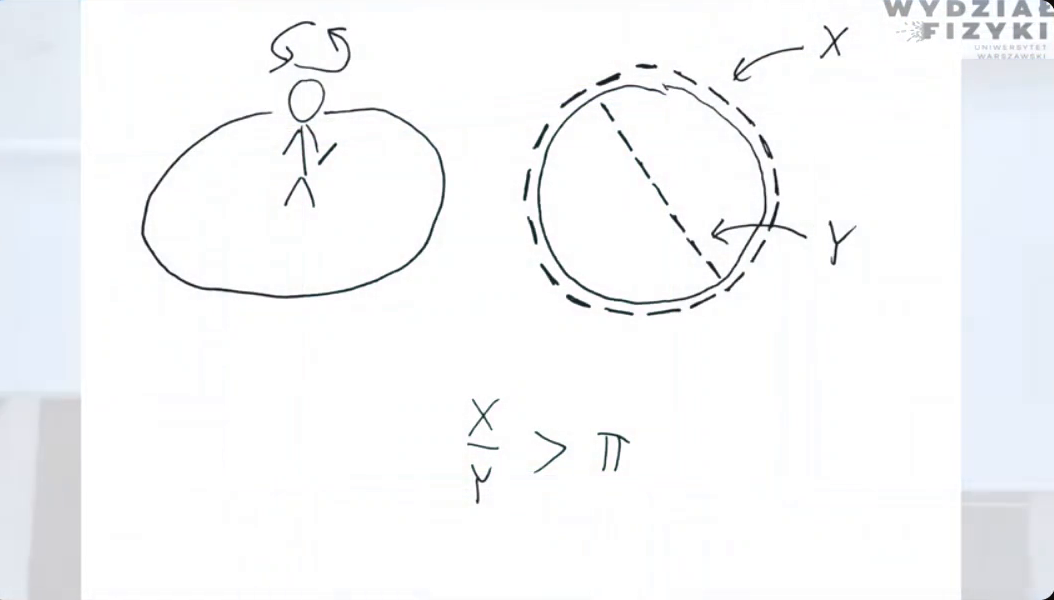 WYDZIAŁ
FIZYKI
UNIWERSYTET
WARSZAWSKI
X
Y
X
Y
> π